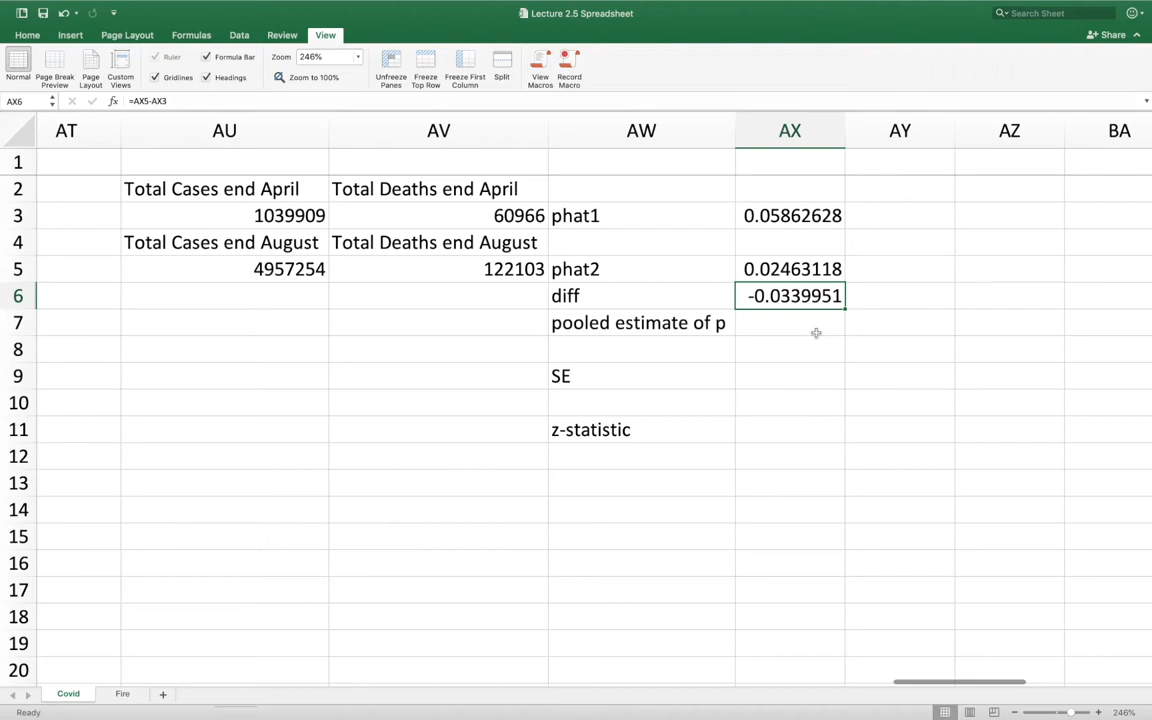 Lecture 2.5 Spreadsheet
Search Sheet
Home Insert Page Layout Formulas Data Review View
Share
Normal
Page Break Preview
Page Layout
Custom Views
Ruler
Formula Bar
Gridlines
Headings
Zoom 246%
Zoom to 100%
Unfreeze Panes
Freeze Top Row
Freeze First Column
Split
View Macros
Record Macro
AX6 fx =AX5-AX3
AT AU AV AW AX AY AZ BA
1
2 Total Cases end April Total Deaths end April
3 1039909 60966 phat1 0.05862628
4 Total Cases end August Total Deaths end August
5 4957254 122103 phat2 0.02463118
6 diff -0.0339951
7 pooled estimate of p
8
9 SE
10
11 z-statistic
12
13
14
15
16
17
18
19
20
Covid Fire +
Ready
246%